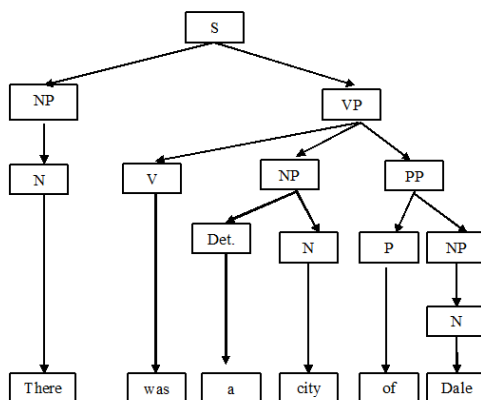 S
NP VP
N V NP PP
Det. N P NP
N
There was a city of Dale